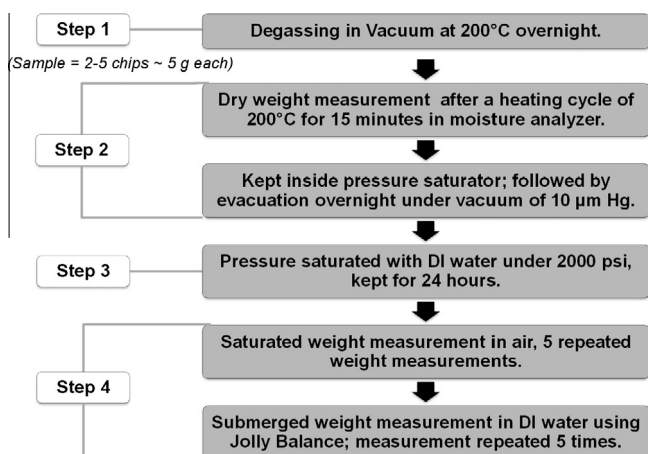 Step 1
Degassing in Vacuum at 200°C overnight.
(Sample = 2-5 chips ~ 5 g each)
Step 2
Dry weight measurement after a heating cycle of
200°C for 15 minutes in moisture analyzer.
Kept inside pressure saturator; followed by
evacuation overnight under vacuum of 10 μm Hg.
Step 3
Pressure saturated with DI water under 2000 psi,
kept for 24 hours.
Step 4
Saturated weight measurement in air, 5 repeated
weight measurements.
Submerged weight measurement in DI water using
Jolly Balance; measurement repeated 5 times.